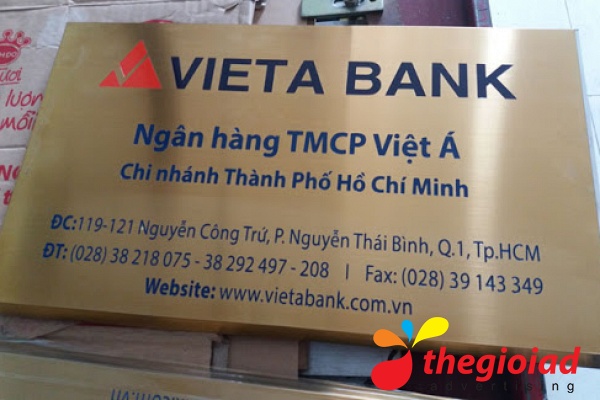 VIETA BANK
Ngân hàng TMCP Việt Á
Chi nhánh Thành Phố Hồ Chí Minh
ĐC:119-121 Nguyễn Công Trứ, P. Nguyễn Thái Bình, Q.1, Tp.HCM
ĐT: (028) 38 218 075 - 38 292 497 - 208 | Fax: (028) 39 143 349
Website: www.vietabank.com.vn
thegioiad
advertising